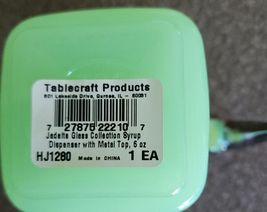 Tablecraft Products
801 Lakeside Drive, Gurnee, IL - 60031
7 27875 22210 7
Jadeite Glass Collection Syrup
Dispenser with Metal Top, 6 oz
HJ1280 Made in CHINA 1 EA